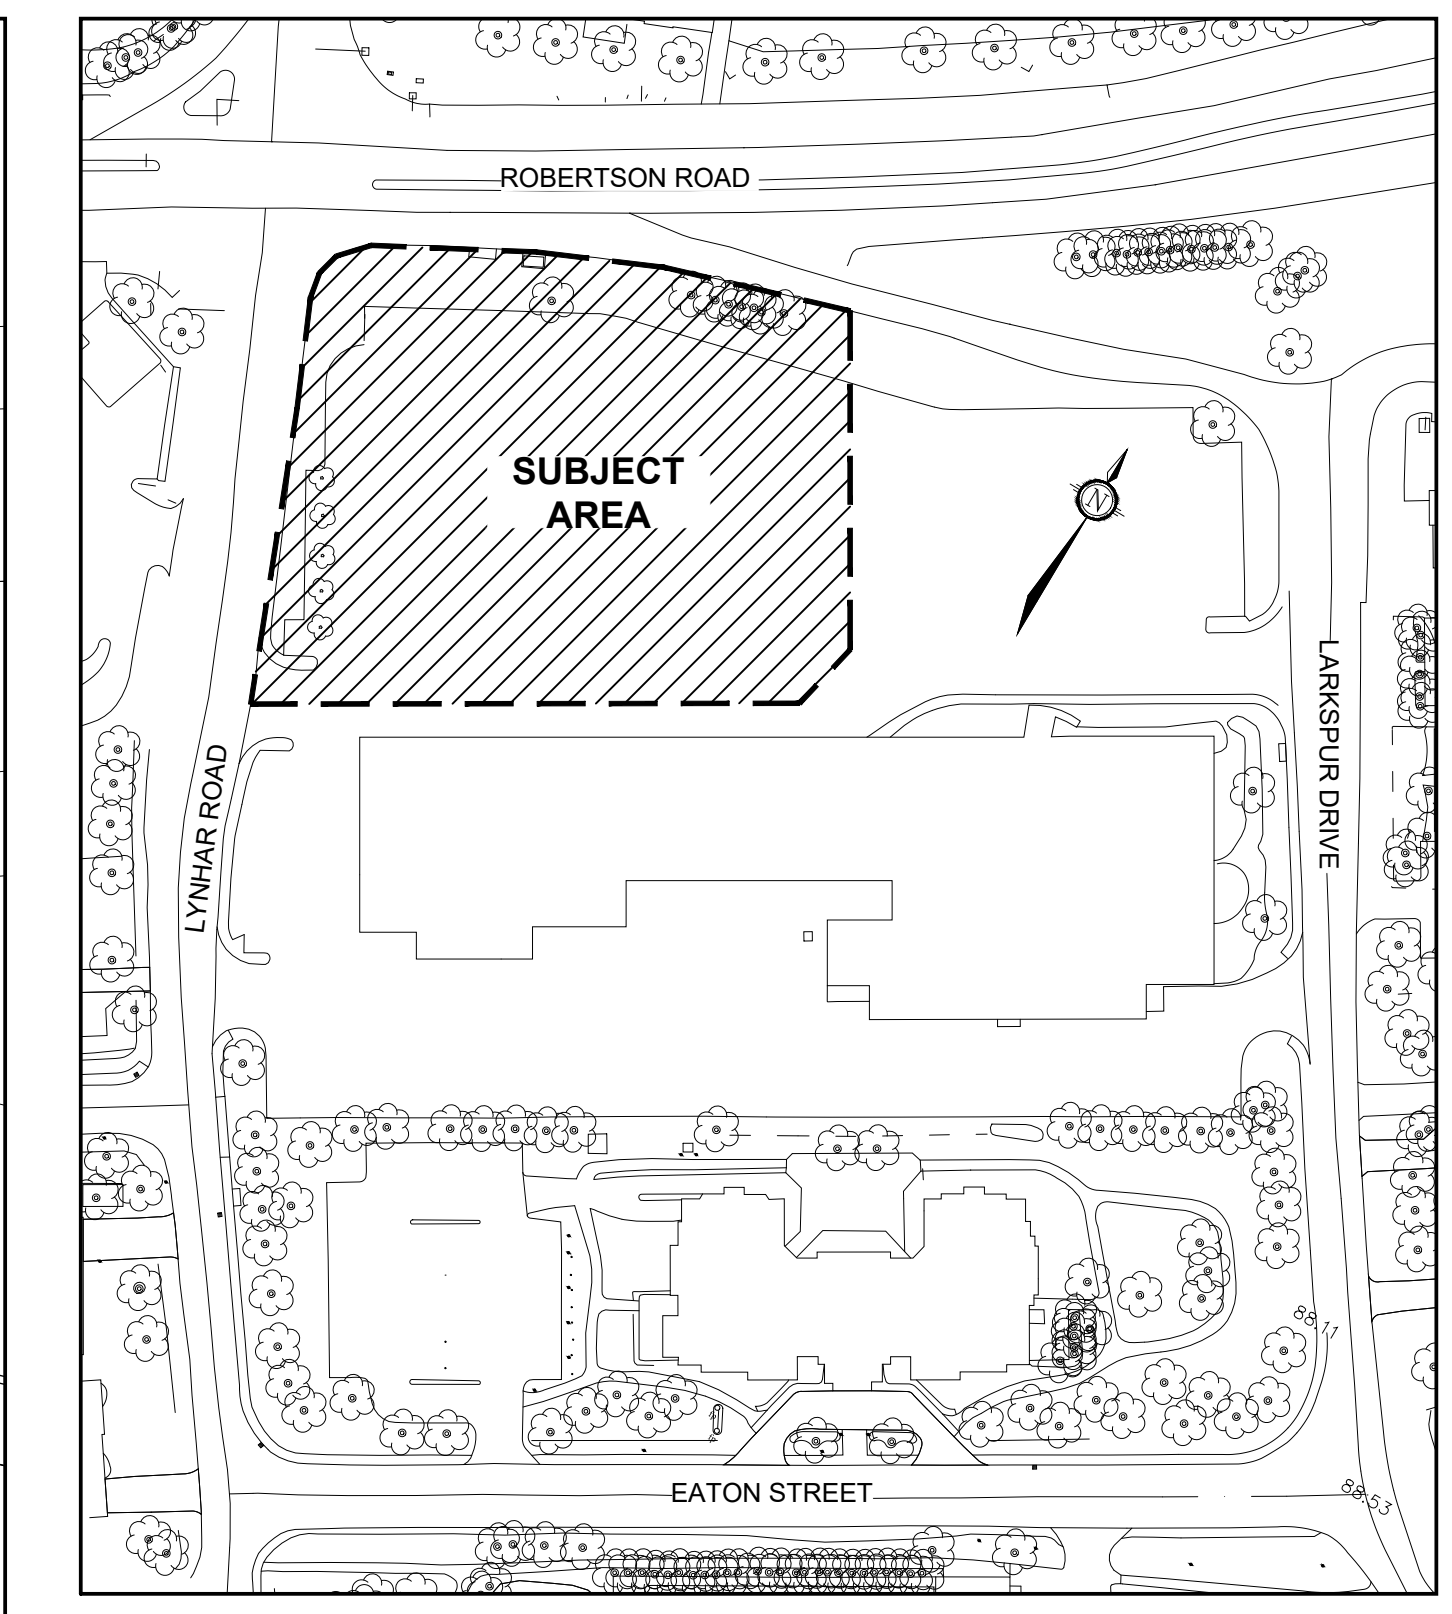 ROBERTSON ROAD
SUBJECT
AREA
N
LARKSPUR DRIVE
LYNHAR ROAD
88.11
EATON STREET
88.53